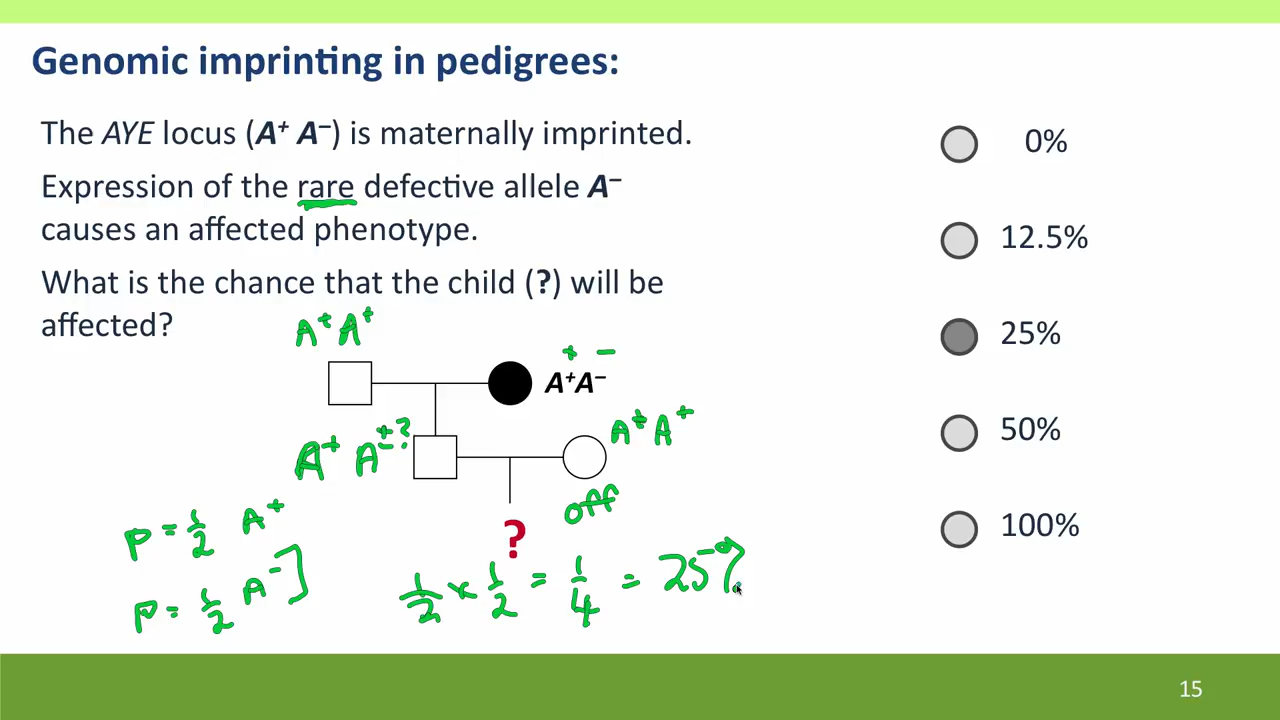 Genomic imprinting in pedigrees:
The AYE locus (A⁺ A⁻) is maternally imprinted.
Expression of the rare defective allele A⁻
causes an affected phenotype.
What is the chance that the child (?) will be
affected?
A⁺ A⁺
+ −
A⁺A⁻
A⁺ A⁺
A⁺ A±?
off
?
P = 1/2 A⁺
P = 1/2 A⁻]
1/2 x 1/2 = 1/4 = 25%
0%
12.5%
25%
50%
100%
15